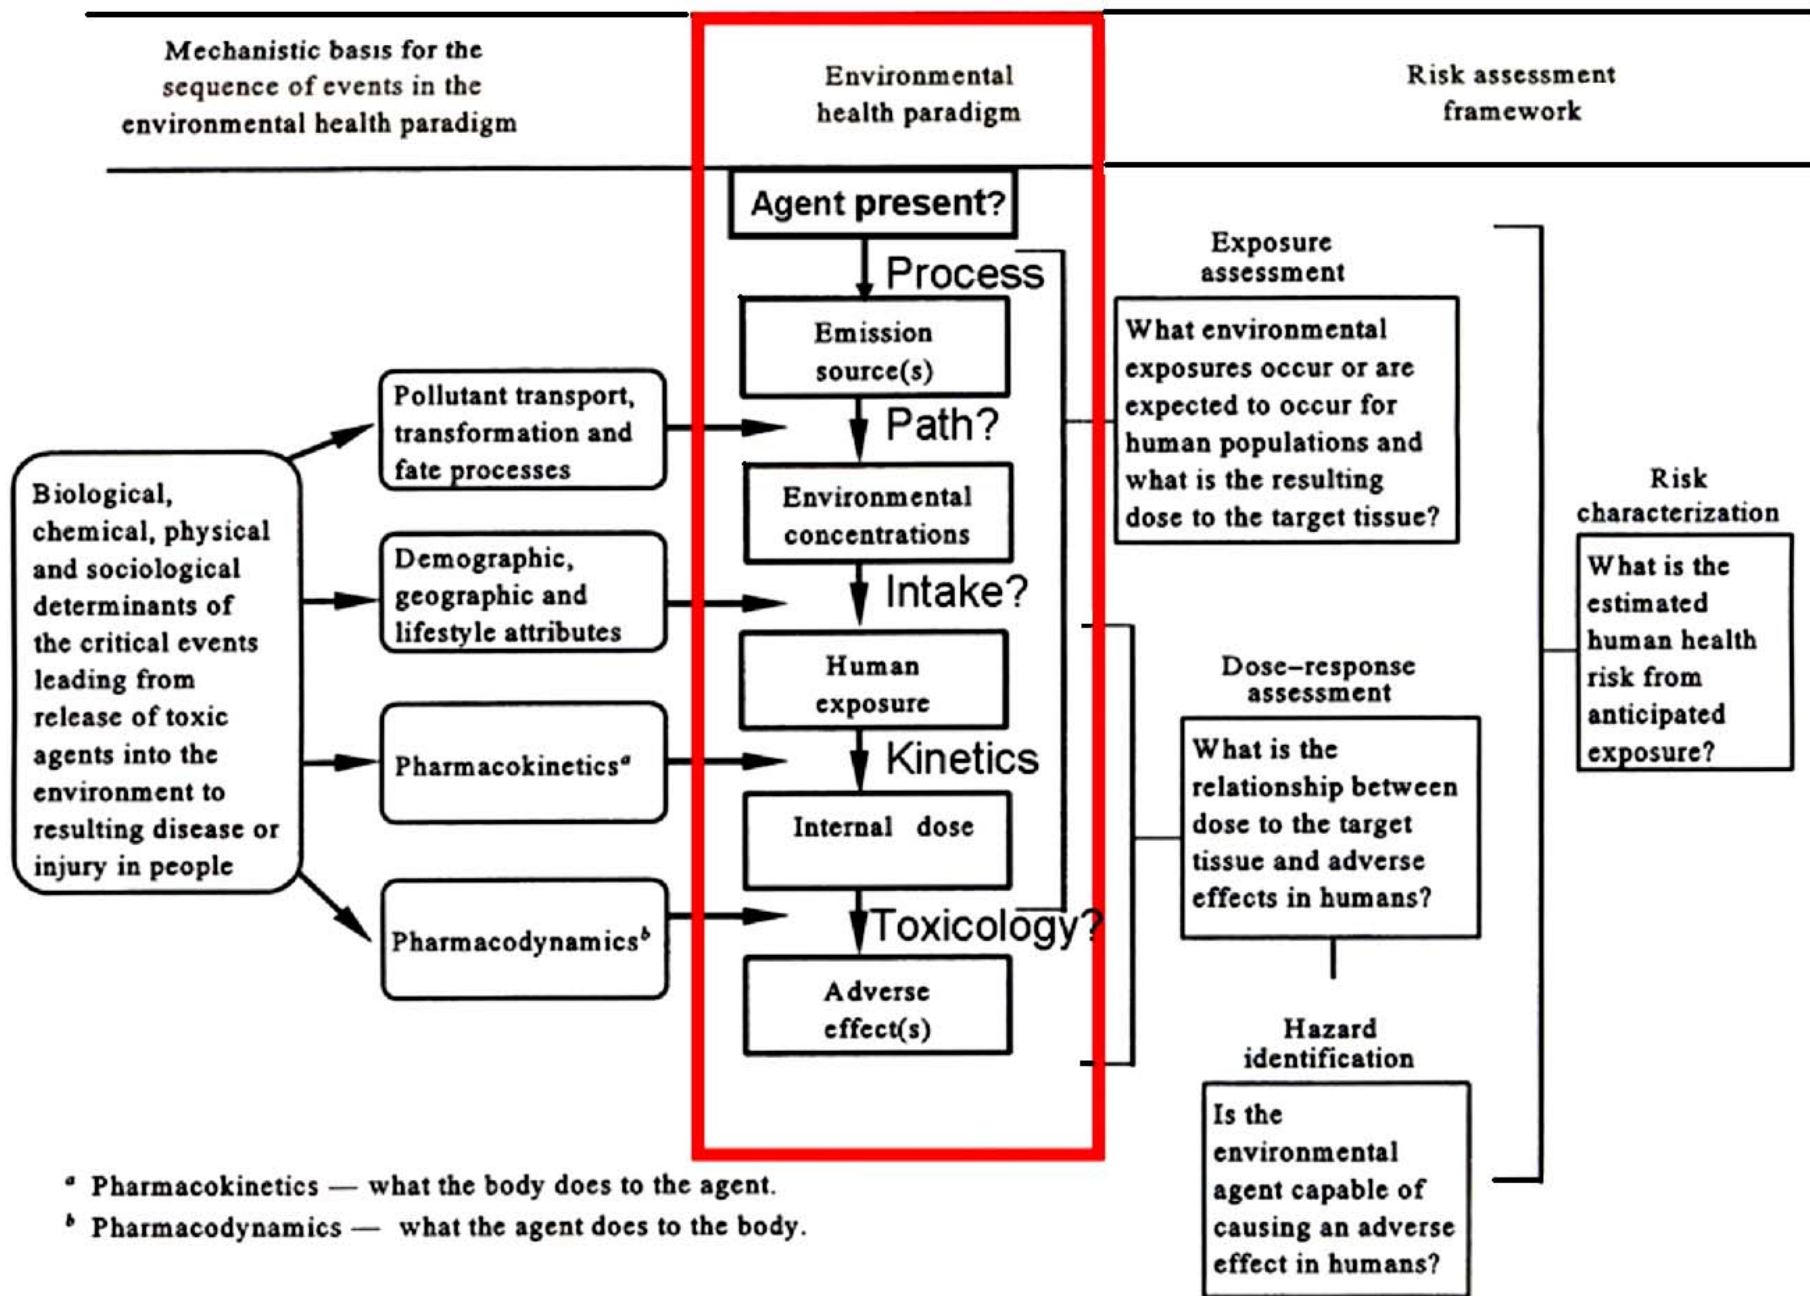 Mechanistic basis for the
sequence of events in the
environmental health paradigm
Environmental
health paradigm
Risk assessment
framework
Biological,
chemical, physical
and sociological
determinants of
the critical events
leading from
release of toxic
agents into the
environment to
resulting disease or
injury in people
Pollutant transport,
transformation and
fate processes
Demographic,
geographic and
lifestyle attributes
Pharmacokineticsᵃ
Pharmacodynamicsᵇ
Agent present?
Process
Emission
source(s)
Path?
Environmental
concentrations
Intake?
Human
exposure
Kinetics
Internal dose
Toxicology?
Adverse
effect(s)
Exposure
assessment
What environmental
exposures occur or are
expected to occur for
human populations and
what is the resulting
dose to the target tissue?
Dose–response
assessment
What is the
relationship between
dose to the target
tissue and adverse
effects in humans?
Hazard
identification
Is the
environmental
agent capable of
causing an adverse
effect in humans?
Risk
characterization
What is the
estimated
human health
risk from
anticipated
exposure?
ᵃ Pharmacokinetics — what the body does to the agent.
ᵇ Pharmacodynamics — what the agent does to the body.